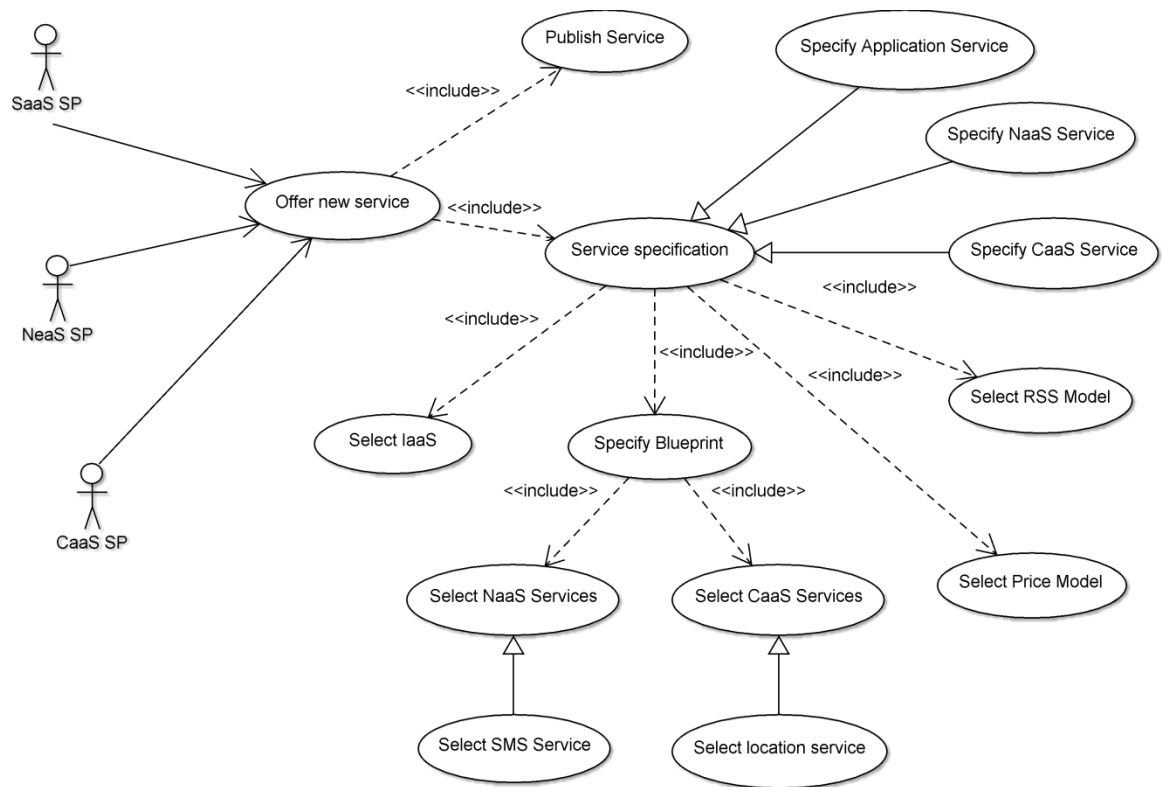 Publish Service
Specify Application Service
SaaS SP
<<include>>
Specify NaaS Service
Offer new service
<<include>>
Service specification
Specify CaaS Service
NeaS SP
<<include>>
<<include>>
<<include>>
<<include>>
Select RSS Model
Select IaaS
Specify Blueprint
<<include>>
<<include>>
CaaS SP
Select NaaS Services
Select CaaS Services
Select Price Model
Select SMS Service
Select location service